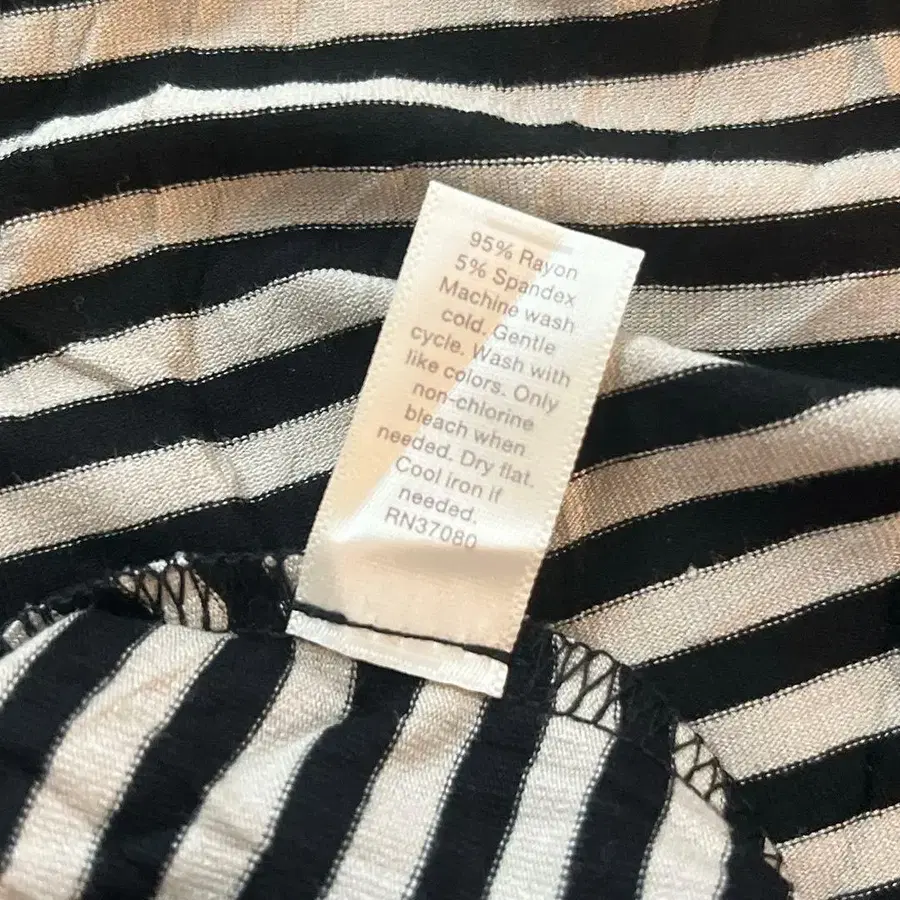 95% Rayon
5% Spandex
Machine wash
cold. Gentle
cycle. Wash with
like colors. Only
non-chlorine
bleach when
needed. Dry flat.
Cool iron if
needed.
RN37080